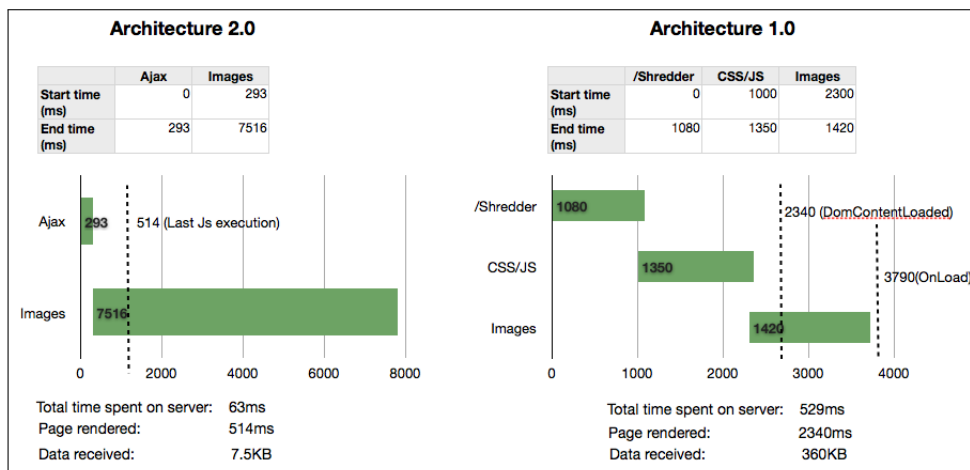 Architecture 2.0
Ajax Images
Start time (ms) 0 293
End time (ms) 293 7516
Ajax
293
514 (Last Js execution)
Images
7516
0 2000 4000 6000 8000
Total time spent on server: 63ms
Page rendered: 514ms
Data received: 7.5KB
Architecture 1.0
/Shredder CSS/JS Images
Start time (ms) 0 1000 2300
End time (ms) 1080 1350 1420
/Shredder
1080
2340 (DomContentLoaded)
CSS/JS
1350
3790(OnLoad)
Images
1420
0 1000 2000 3000 4000
Total time spent on server: 529ms
Page rendered: 2340ms
Data received: 360KB